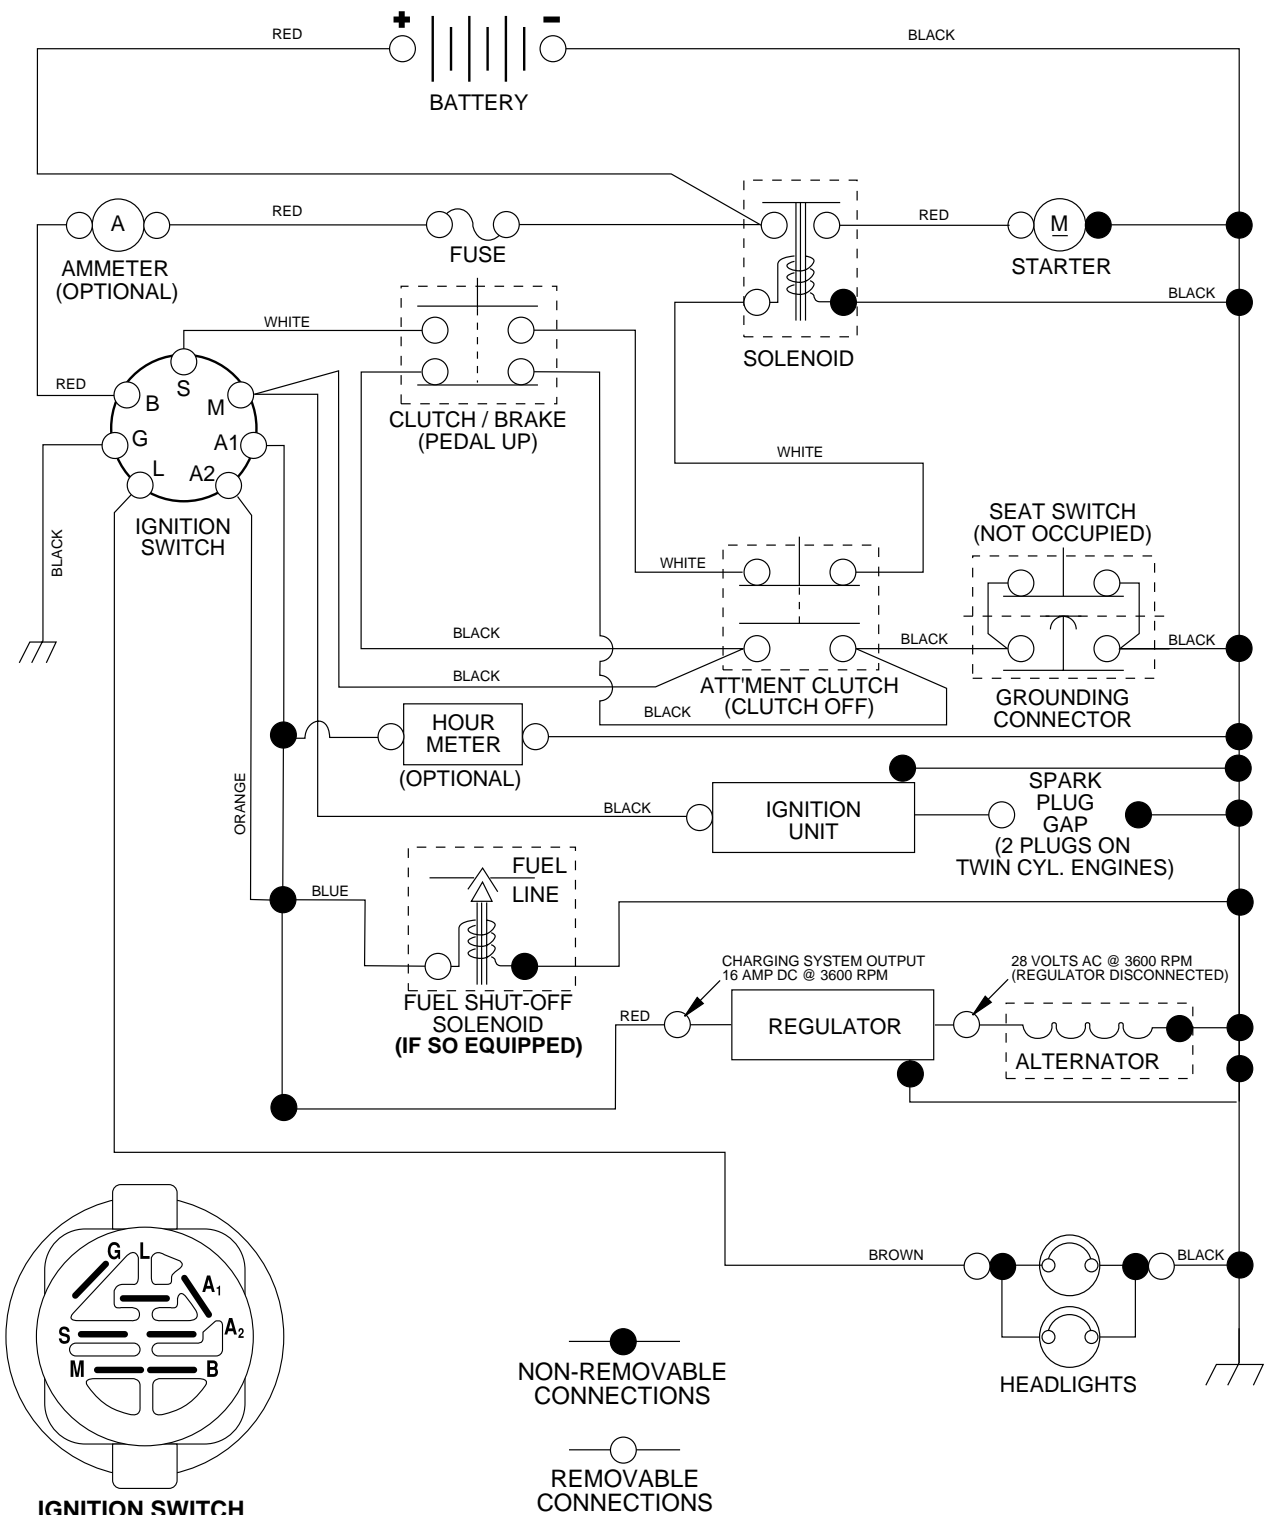 + −
RED
BLACK
BATTERY
RED
A
FUSE
AMMETER
(OPTIONAL)
RED
M
STARTER
BLACK
SOLENOID
WHITE
RED
S
B
M
G
A1
L
A2
IGNITION
SWITCH
CLUTCH / BRAKE
(PEDAL UP)
WHITE
BLACK
SEAT SWITCH
(NOT OCCUPIED)
WHITE
BLACK
BLACK
BLACK
BLACK
BLACK
ATT'MENT CLUTCH
(CLUTCH OFF)
GROUNDING
CONNECTOR
HOUR
METER
(OPTIONAL)
ORANGE
BLACK
IGNITION
UNIT
SPARK
PLUG
GAP
(2 PLUGS ON
TWIN CYL. ENGINES)
FUEL
LINE
BLUE
FUEL SHUT-OFF
SOLENOID
(IF SO EQUIPPED)
CHARGING SYSTEM OUTPUT
16 AMP DC @ 3600 RPM
28 VOLTS AC @ 3600 RPM
(REGULATOR DISCONNECTED)
RED
REGULATOR
ALTERNATOR
BROWN
BLACK
HEADLIGHTS
G L
A1
A2
S
M B
IGNITION SWITCH
NON-REMOVABLE
CONNECTIONS
REMOVABLE
CONNECTIONS